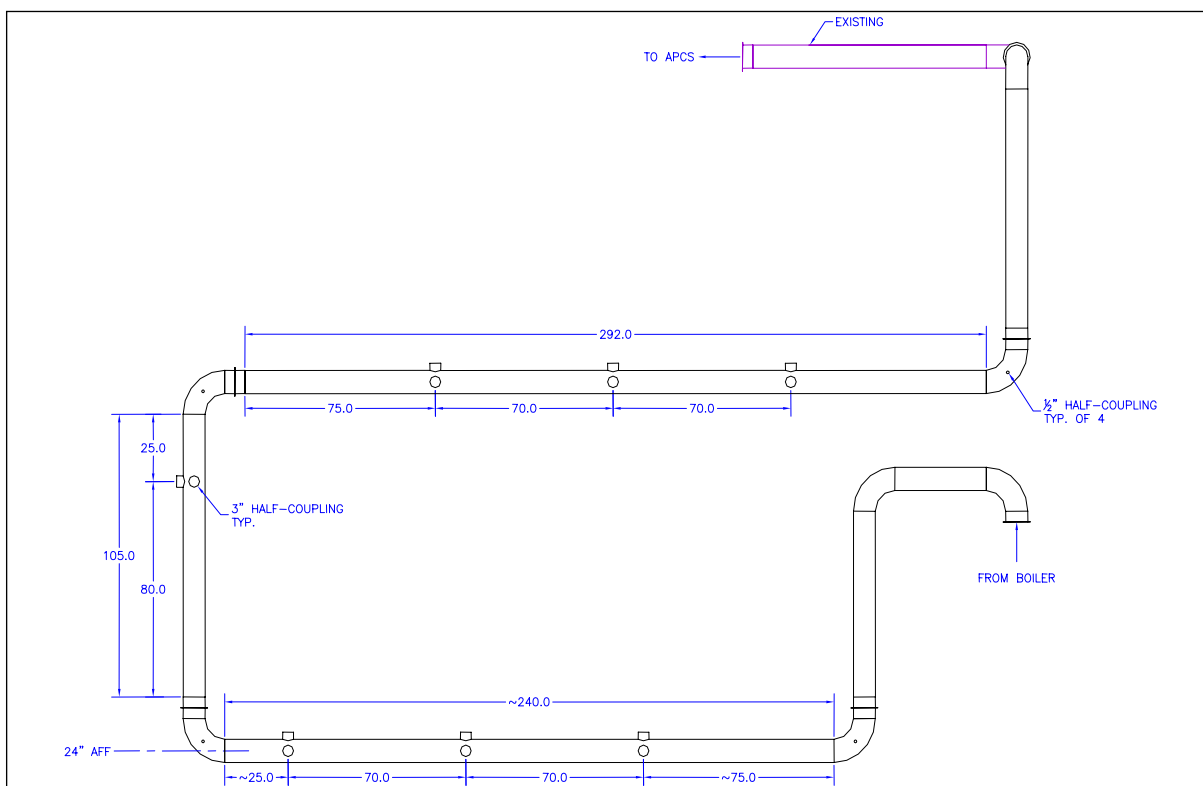 EXISTING
TO APCS
292.0
75.0
70.0
70.0
½" HALF-COUPLING
TYP. OF 4
25.0
3" HALF-COUPLING
TYP.
105.0
80.0
FROM BOILER
~240.0
24" AFF
~25.0
70.0
70.0
~75.0